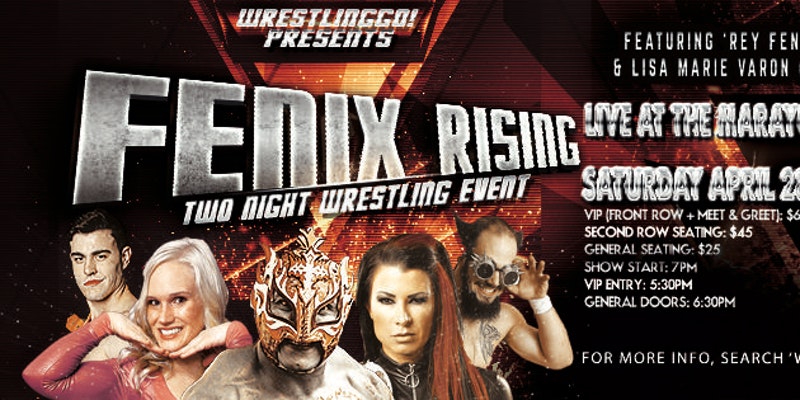 WRESTLINGGO!
PRESENTS
FENIX RISING
TWO NIGHT WRESTLING EVENT
FEATURING 'REY FEN
& LISA MARIE VARON
LIVE AT THE MARAY
SATURDAY APRIL 2
VIP (FRONT ROW + MEET & GREET): $
SECOND ROW SEATING: $45
GENERAL SEATING: $25
SHOW START: 7PM
VIP ENTRY: 5:30PM
GENERAL DOORS: 6:30PM
FOR MORE INFO, SEARCH 'W